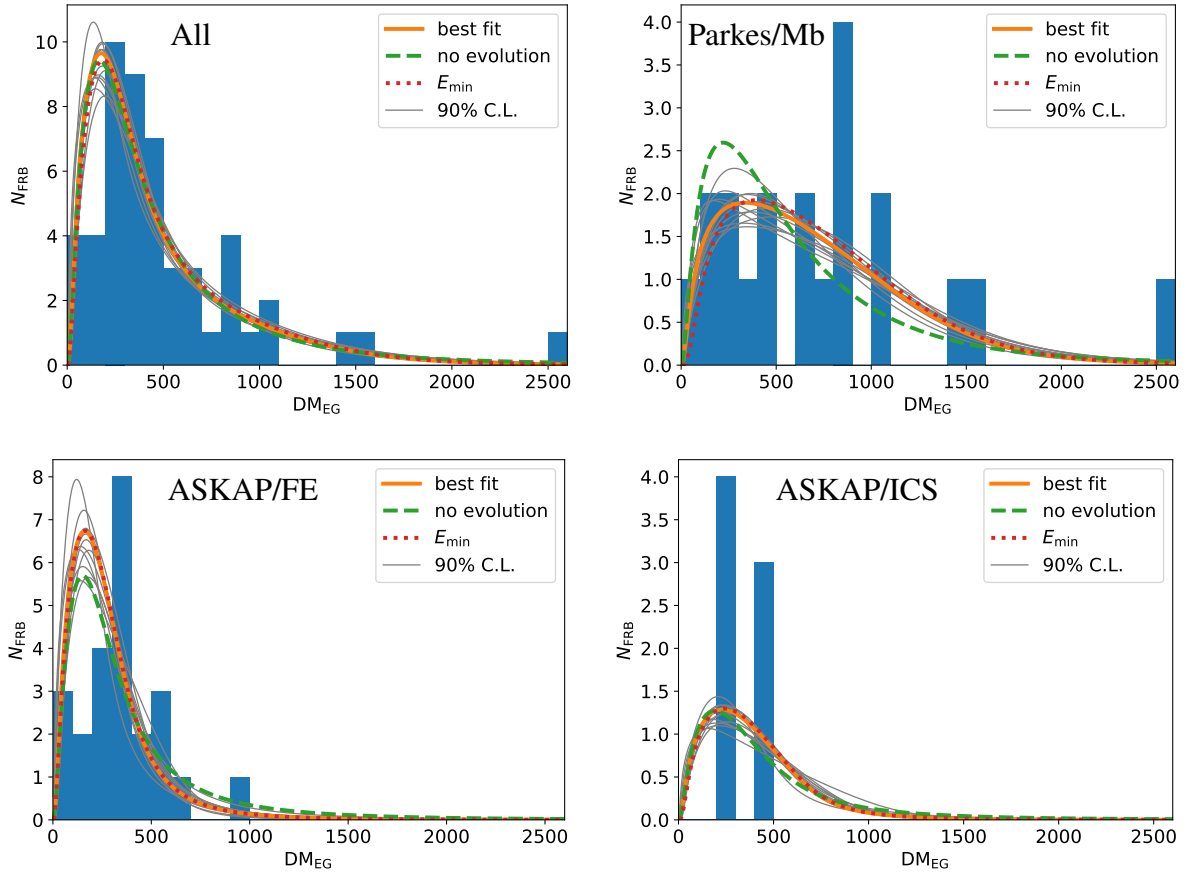 All
best fit
no evolution
E_min
90% C.L.
10
8
6
4
2
0
N_FRB
0 500 1000 1500 2000 2500
DM_EG
Parkes/Mb
best fit
no evolution
E_min
90% C.L.
4.0
3.5
3.0
2.5
2.0
1.5
1.0
0.5
0.0
N_FRB
0 500 1000 1500 2000 2500
DM_EG
ASKAP/FE
best fit
no evolution
E_min
90% C.L.
8
7
6
5
4
3
2
1
0
N_FRB
0 500 1000 1500 2000 2500
DM_EG
ASKAP/ICS
best fit
no evolution
E_min
90% C.L.
4.0
3.5
3.0
2.5
2.0
1.5
1.0
0.5
0.0
N_FRB
0 500 1000 1500 2000 2500
DM_EG